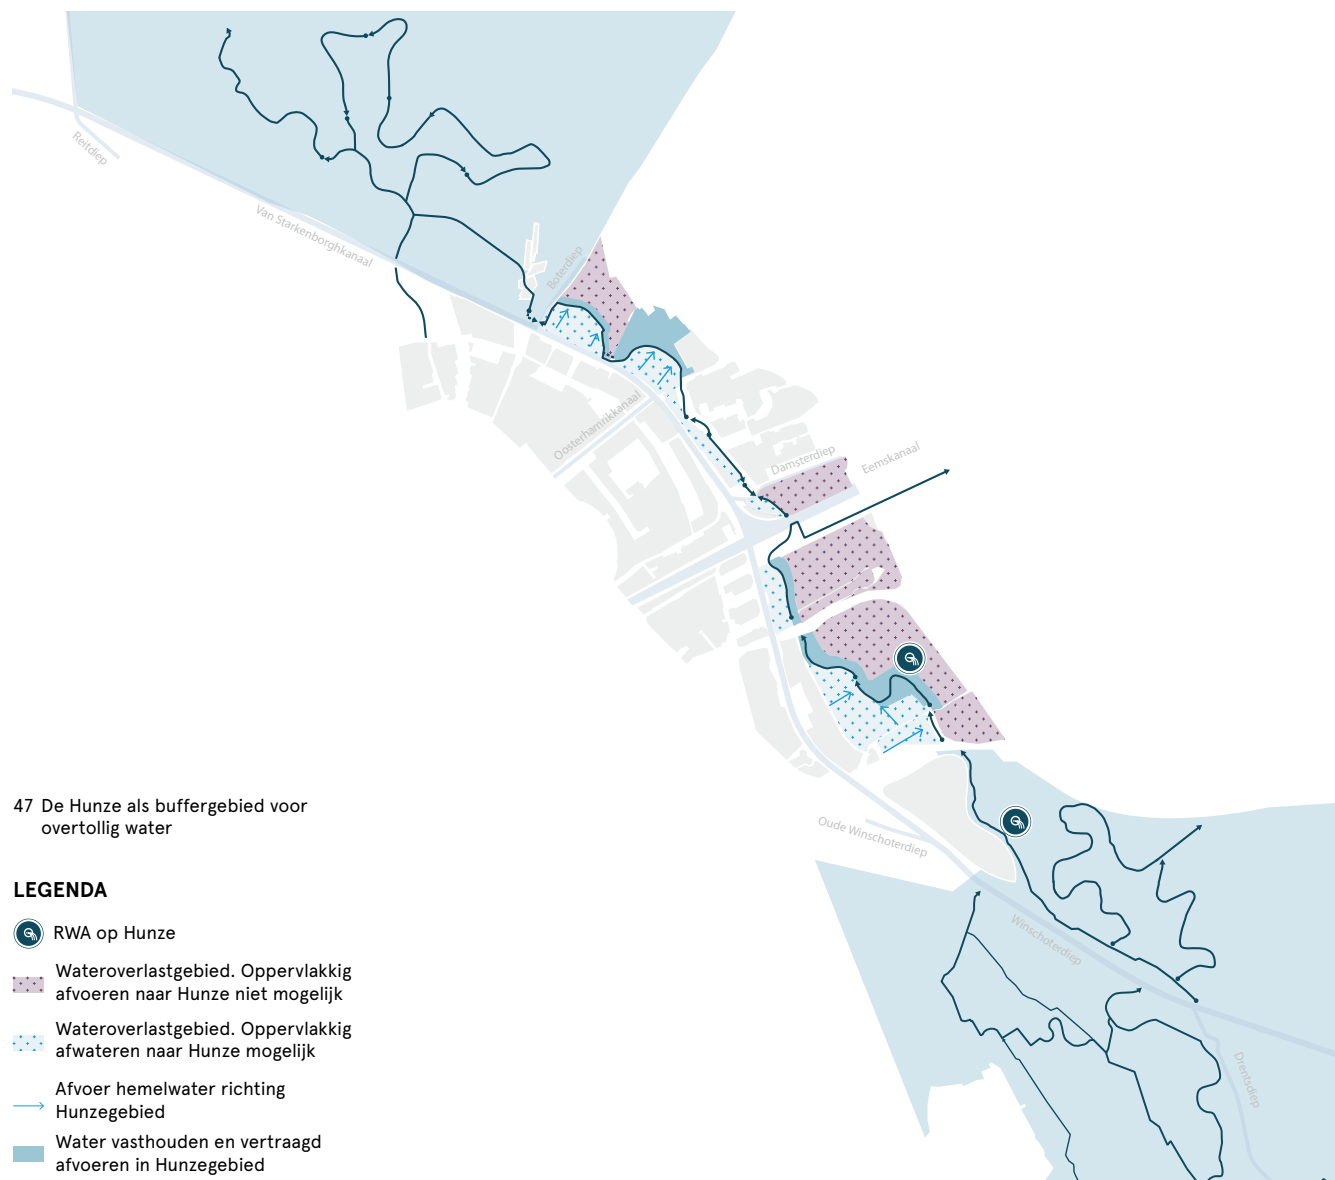 Reitdiep
Van Starkenborghkanaal
Boterdiep
Oosterhamrikkanaal
Damsterdiep
Eemskanaal
Oude Winschoterdiep
Winschoterdiep
Drentsdiep
47 De Hunze als buffergebied voor
overtollig water
LEGENDA
RWA op Hunze
Wateroverlastgebied. Oppervlakkig
afvoeren naar Hunze niet mogelijk
Wateroverlastgebied. Oppervlakkig
afwateren naar Hunze mogelijk
Afvoer hemelwater richting
Hunzegebied
Water vasthouden en vertraagd
afvoeren in Hunzegebied